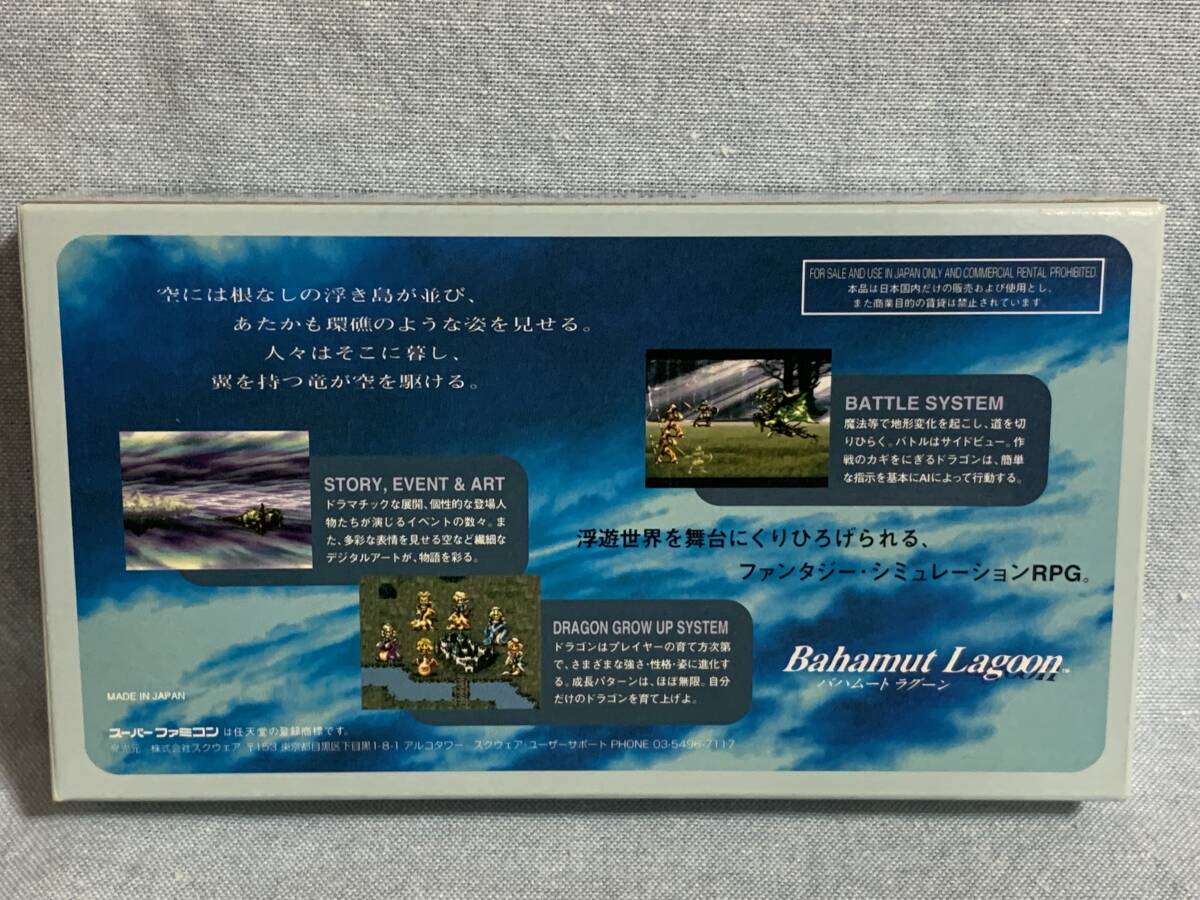 空には根なしの浮き島が並び、
あたかも環礁のような姿を見せる。
人々はそこに暮し、
翼を持つ竜が空を駆ける。
FOR SALE AND USE IN JAPAN ONLY AND COMMERCIAL RENTAL PROHIBITED.
本品は日本国内だけの販売および使用とし、
また商業目的の賃貸は禁止されています。
BATTLE SYSTEM
魔法等で地形変化を起こし、道を切
りひらく。バトルはサイドビュー。作
戦のカギをにぎるドラゴンは、簡単
な指示を基本にAIによって行動する。
STORY, EVENT & ART
ドラマチックな展開、個性的な登場人
物たちが演じるイベントの数々。ま
た、多彩な表情を見せる空など繊細な
デジタルアートが、物語を彩る。
浮遊世界を舞台にくりひろげられる、
ファンタジー・シミュレーションRPG。
DRAGON GROW UP SYSTEM
ドラゴンはプレイヤーの育て方次第
で、さまざまな強さ・性格・姿に進化す
る。成長パターンは、ほぼ無限。自分
だけのドラゴンを育て上げよ。
Bahamut Lagoon™
バハムート ラグーン
MADE IN JAPAN
スーパーファミコン は任天堂の登録商標です。
発売元 株式会社スクウェア 〒153 東京都目黒区下目黒1-8-1 アルコタワー スクウェア ユーザーサポート PHONE 03-5496-7117